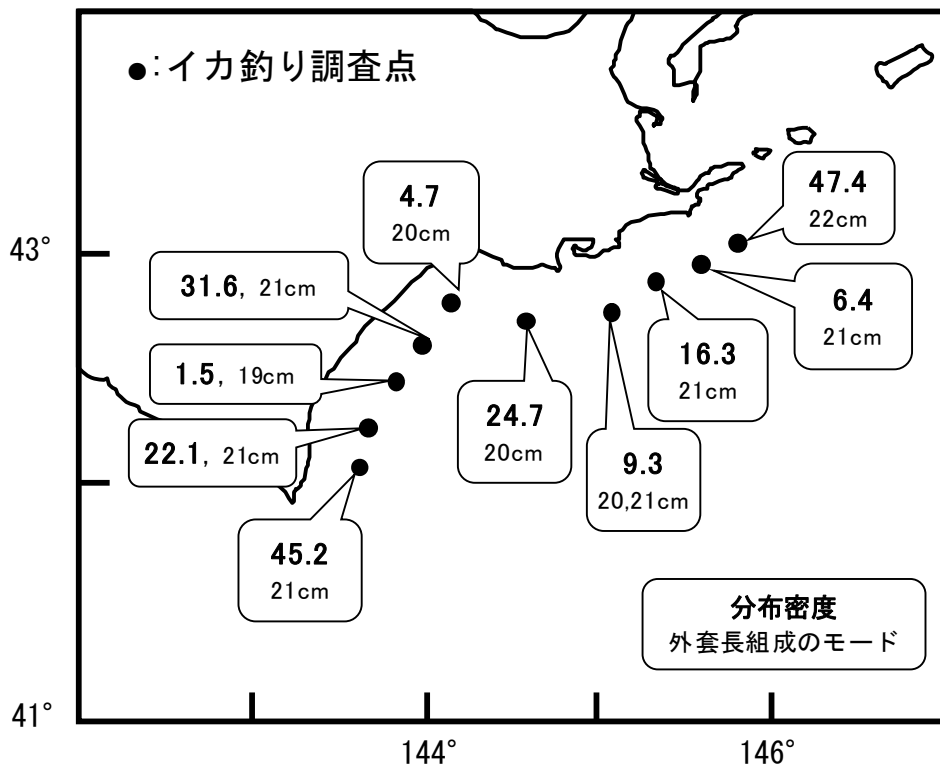 ●:イカ釣り調査点
4.7
20cm
47.4
22cm
43°
31.6, 21cm
6.4
21cm
16.3
21cm
1.5, 19cm
24.7
20cm
22.1, 21cm
9.3
20,21cm
45.2
21cm
分布密度
外套長組成のモード
41°
144°
146°